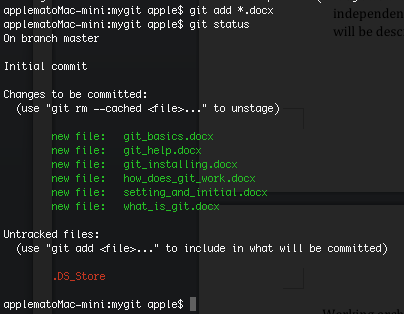 applematoMac-mini:mygit apple$ git add *.docx
applematoMac-mini:mygit apple$ git status
On branch master
Initial commit
Changes to be committed:
(use "git rm --cached <file>..." to unstage)
new file: git_basics.docx
new file: git_help.docx
new file: git_installing.docx
new file: how_does_git_work.docx
new file: setting_and_initial.docx
new file: what_is_git.docx
Untracked files:
(use "git add <file>..." to include in what will be committed)
.DS_Store
applematoMac-mini:mygit apple$
independen
will be desc